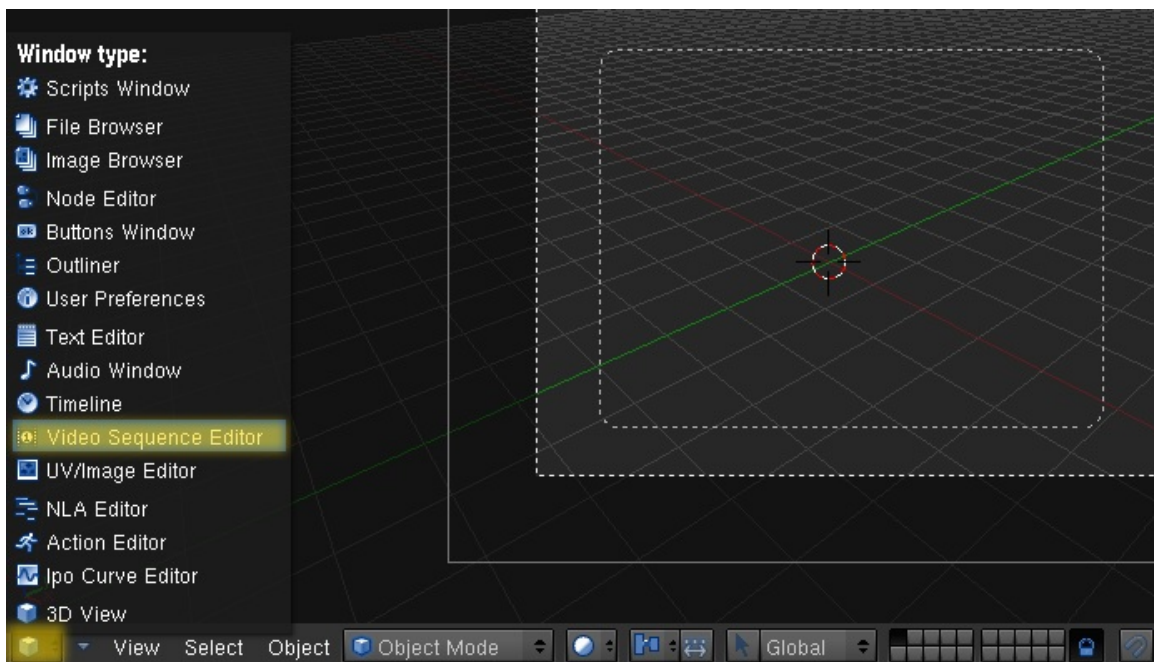 Window type:
Scripts Window
File Browser
Image Browser
Node Editor
Buttons Window
Outliner
User Preferences
Text Editor
Audio Window
Timeline
Video Sequence Editor
UV/Image Editor
NLA Editor
Action Editor
Ipo Curve Editor
3D View
View Select Object Object Mode Global